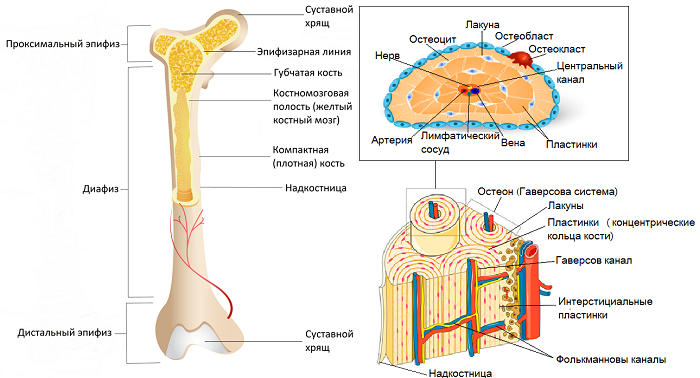 Суставной
хрящ
Проксимальный эпифиз
Эпифизарная линия
Губчатая кость
Костномозговая
полость (желтый
костный мозг)
Компактная
(плотная) кость
Диафиз
Надкостница
Дистальный эпифиз
Суставной
хрящ
Лакуна
Остеоцит
Остеобласт
Остеокласт
Нерв
Центральный
канал
Артерия
Лимфатический
сосуд
Вена
Пластинки
Остеон (Гаверсова система)
Лакуны
Пластинки (концентрические
кольца кости)
Гаверсов канал
Интерстициальные
пластинки
Фолькманновы каналы
Надкостница